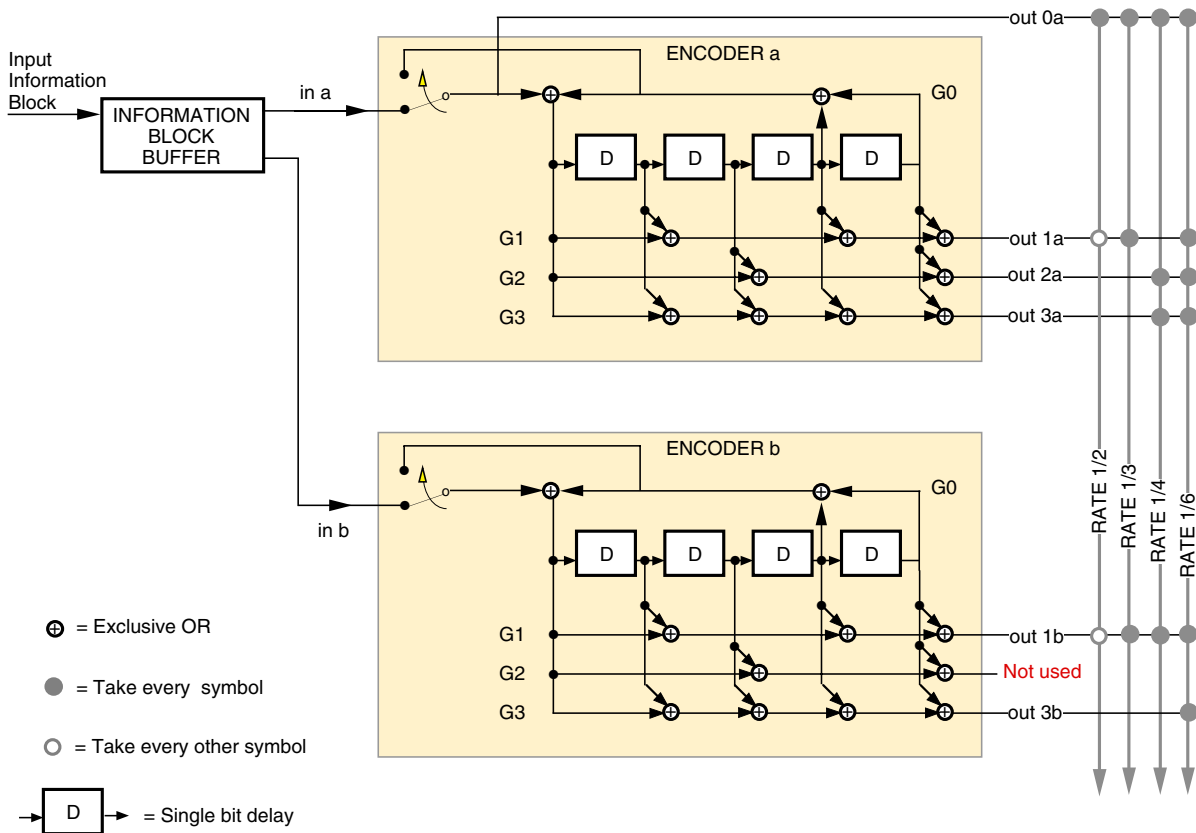 out 0a
Input
Information
Block
INFORMATION
BLOCK
BUFFER
in a
ENCODER a
G0
D D D D
G1
out 1a
G2
out 2a
G3
out 3a
in b
ENCODER b
G0
D D D D
G1
out 1b
G2
Not used
G3
out 3b
RATE 1/2
RATE 1/3
RATE 1/4
RATE 1/6
= Exclusive OR
= Take every symbol
= Take every other symbol
D = Single bit delay